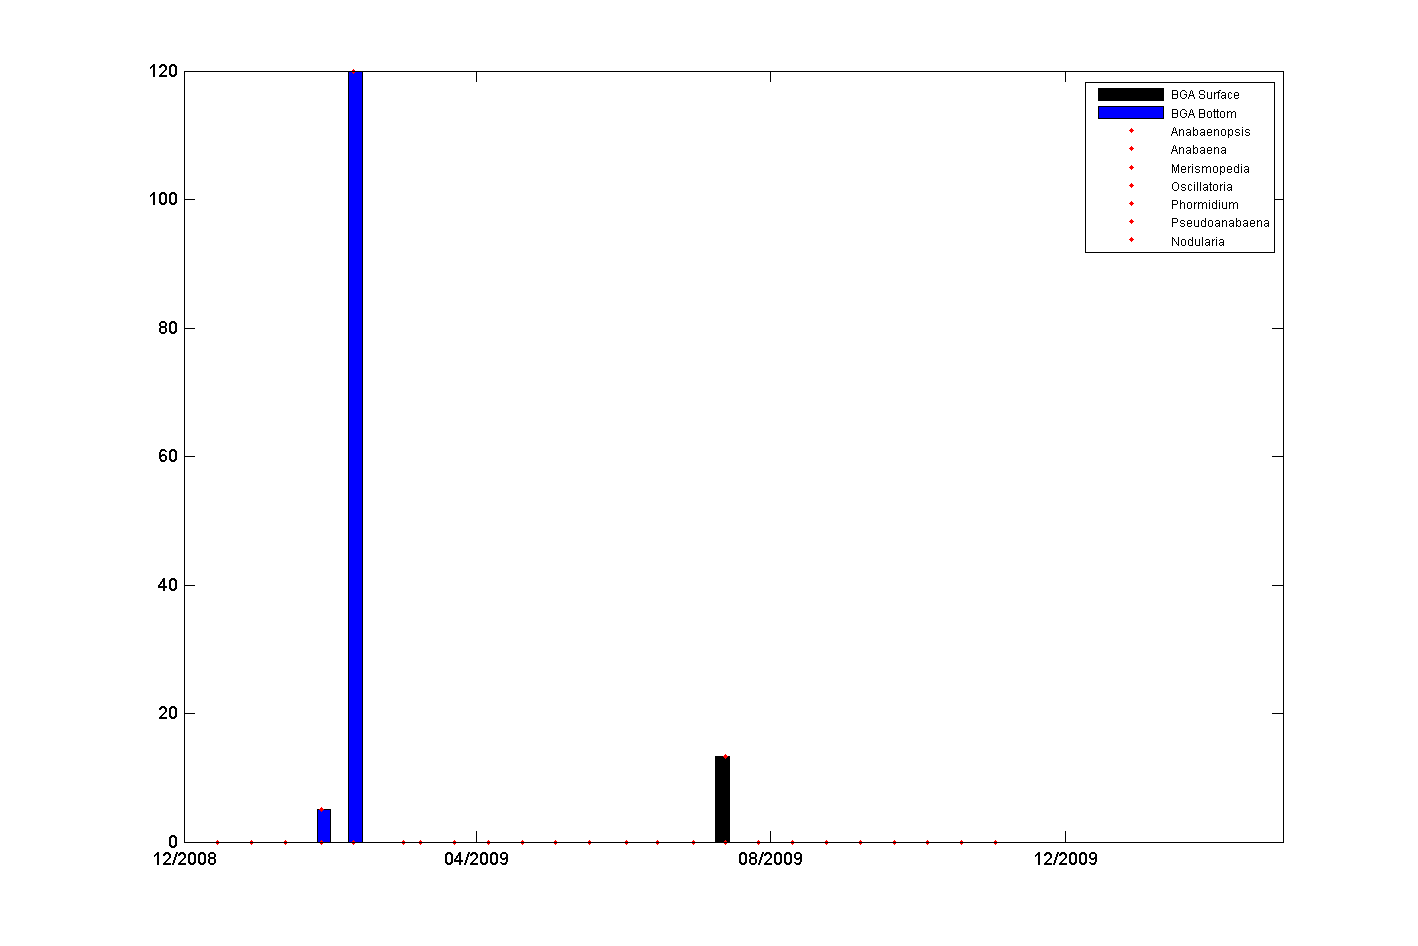 120
100
80
60
40
20
0
12/2008
04/2009
08/2009
12/2009
BGA Surface
BGA Bottom
Anabaenopsis
Anabaena
Merismopedia
Oscillatoria
Phormidium
Pseudoanabaena
Nodularia